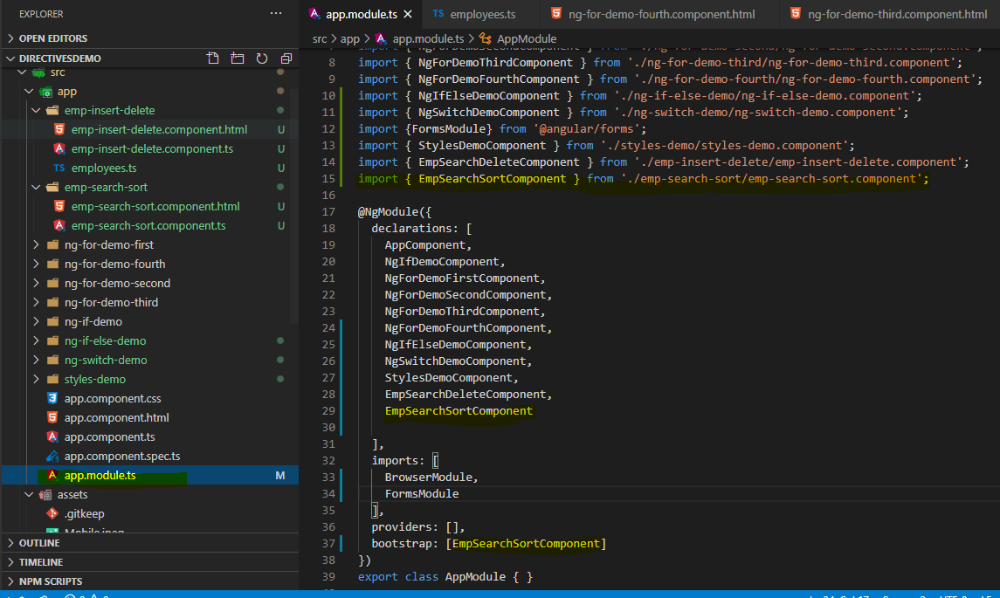 EXPLORER
···
OPEN EDITORS
DIRECTIVESDEMO
src
app
emp-insert-delete
emp-insert-delete.component.html U
emp-insert-delete.component.ts U
TS employees.ts U
emp-search-sort
emp-search-sort.component.html U
emp-search-sort.component.ts U
ng-for-demo-first
ng-for-demo-fourth
ng-for-demo-second
ng-for-demo-third
ng-if-demo
ng-if-else-demo
ng-switch-demo
styles-demo
app.component.css
app.component.html
app.component.ts
app.component.spec.ts
app.module.ts M
assets
.gitkeep
Mobile.jpeg
OUTLINE
TIMELINE
NPM SCRIPTS
app.module.ts
TS employees.ts
ng-for-demo-fourth.component.html
ng-for-demo-third.component.html
src > app > app.module.ts > AppModule
8 import { NgForDemoThirdComponent } from './ng-for-demo-third/ng-for-demo-third.component';
9 import { NgForDemoFourthComponent } from './ng-for-demo-fourth/ng-for-demo-fourth.component';
10 import { NgIfElseDemoComponent } from './ng-if-else-demo/ng-if-else-demo.component';
11 import { NgSwitchDemoComponent } from './ng-switch-demo/ng-switch-demo.component';
12 import {FormsModule} from '@angular/forms';
13 import { StylesDemoComponent } from './styles-demo/styles-demo.component';
14 import { EmpSearchDeleteComponent } from './emp-insert-delete/emp-insert-delete.component';
15 import { EmpSearchSortComponent } from './emp-search-sort/emp-search-sort.component';
16
17 @NgModule({
18 declarations: [
19 AppComponent,
20 NgIfDemoComponent,
21 NgForDemoFirstComponent,
22 NgForDemoSecondComponent,
23 NgForDemoThirdComponent,
24 NgForDemoFourthComponent,
25 NgIfElseDemoComponent,
26 NgSwitchDemoComponent,
27 StylesDemoComponent,
28 EmpSearchDeleteComponent,
29 EmpSearchSortComponent
30
31 ],
32 imports: [
33 BrowserModule,
34 FormsModule
35 ],
36 providers: [],
37 bootstrap: [EmpSearchSortComponent]
38 })
39 export class AppModule { }